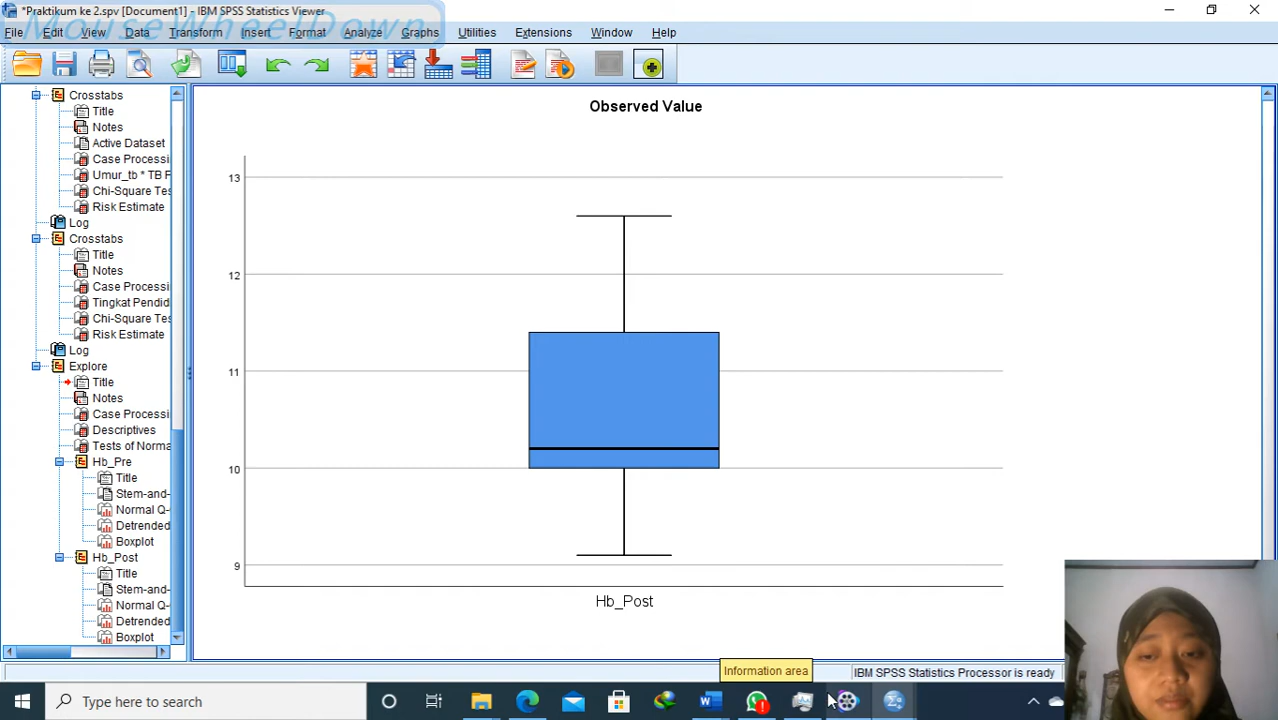 *Praktikum ke 2.spv [Document1] - IBM SPSS Statistics Viewer
MouseWheelDown
File Edit View Data Transform Insert Format Analyze Graphs Utilities Extensions Window Help
Crosstabs
Title
Notes
Active Dataset
Case Processi
Umur_tb * TB F
Chi-Square Tes
Risk Estimate
Log
Crosstabs
Title
Notes
Case Processi
Tingkat Pendid
Chi-Square Tes
Risk Estimate
Log
Explore
Title
Notes
Case Processi
Descriptives
Tests of Norma
Hb_Pre
Title
Stem-and-
Normal Q-
Detrended
Boxplot
Hb_Post
Title
Stem-and-
Normal Q-
Detrended
Boxplot
Observed Value
13
12
11
10
9
Hb_Post
Information area
IBM SPSS Statistics Processor is ready
Type here to search